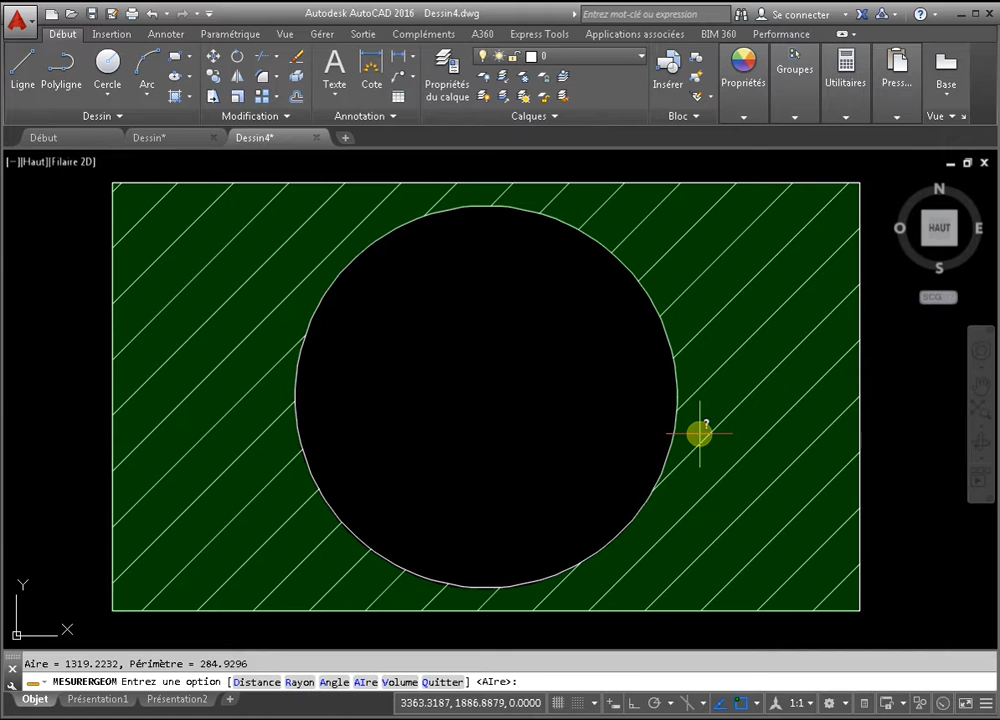 Autodesk AutoCAD 2016 Dessin4.dwg
Entrez mot-clé ou expression
Se connecter
Début Insertion Annoter Paramétrique Vue Gérer Sortie Compléments A360 Express Tools Applications associées BIM 360 Performance
Ligne Polyligne Cercle Arc
Texte Cote
Propriétés du calque
0
Insérer
Propriétés
Groupes
Utilitaires
Press...
Base
Dessin Modification Annotation Calques Bloc Vue
Début Dessin* Dessin4*
[−][Haut][Filaire 2D]
N
O HAUT E
S
SCG
?
Y
X
Aire = 1319.2232, Périmètre = 284.9296
MESURERGEOM Entrez une option [Distance Rayon Angle AIre Volume Quitter] <AIre>:
Objet Présentation1 Présentation2
3363.3187, 1886.8879, 0.0000
1:1